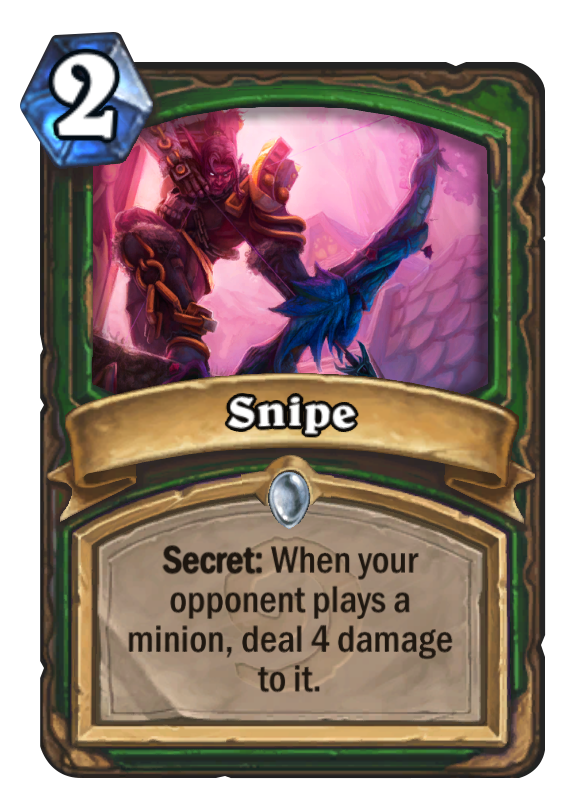 2
Snipe
Secret: When your
opponent plays a
minion, deal 4 damage
to it.